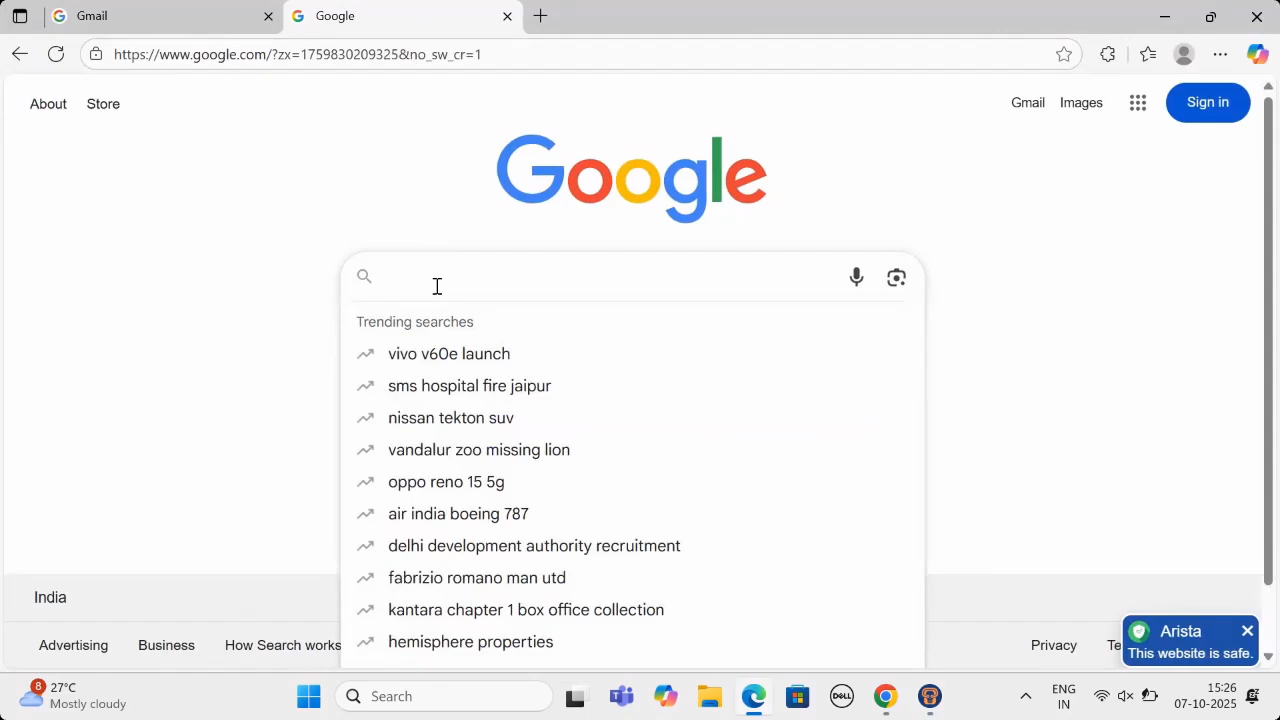 Gmail
Google
https://www.google.com/?zx=1759830209325&no_sw_cr=1
About Store
Gmail Images Sign in
Google
Trending searches
vivo v60e launch
sms hospital fire jaipur
nissan tekton suv
vandalur zoo missing lion
oppo reno 15 5g
air india boeing 787
delhi development authority recruitment
fabrizio romano man utd
kantara chapter 1 box office collection
hemisphere properties
India
Advertising Business How Search works
Privacy Te
Arista
This website is safe.
8 27°C
Mostly cloudy
Search
DELL
ENG
IN
15:26
07-10-2025